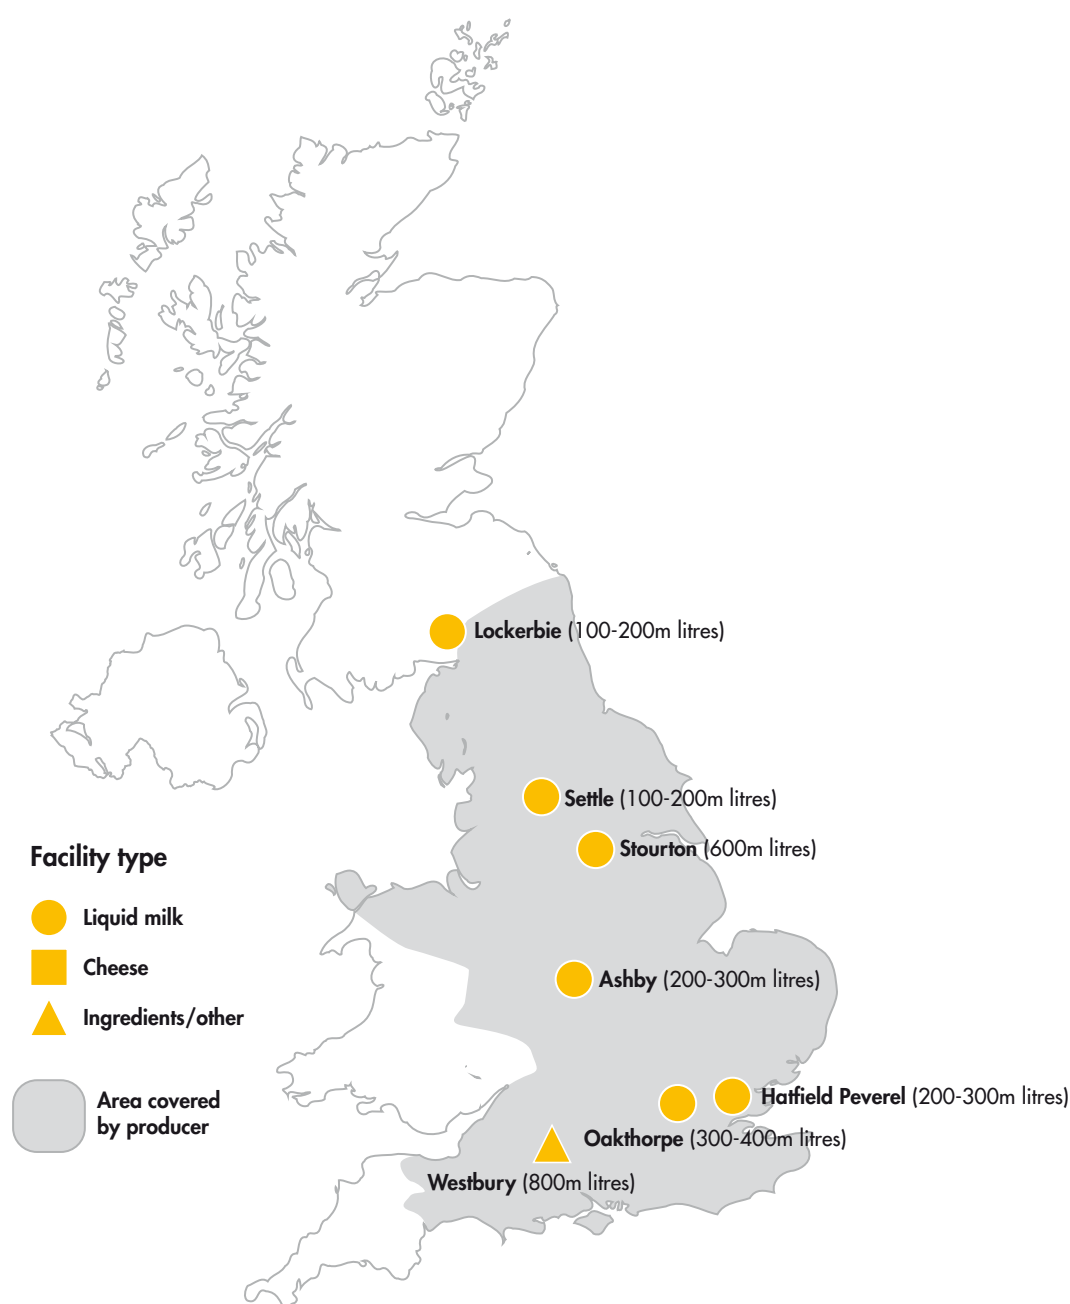 Lockerbie (100-200m litres)
Settle (100-200m litres)
Stourton (600m litres)
Facility type
Liquid milk
Cheese
Ingredients/other
Area covered
by producer
Ashby (200-300m litres)
Hatfield Peverel (200-300m litres)
Oakthorpe (300-400m litres)
Westbury (800m litres)